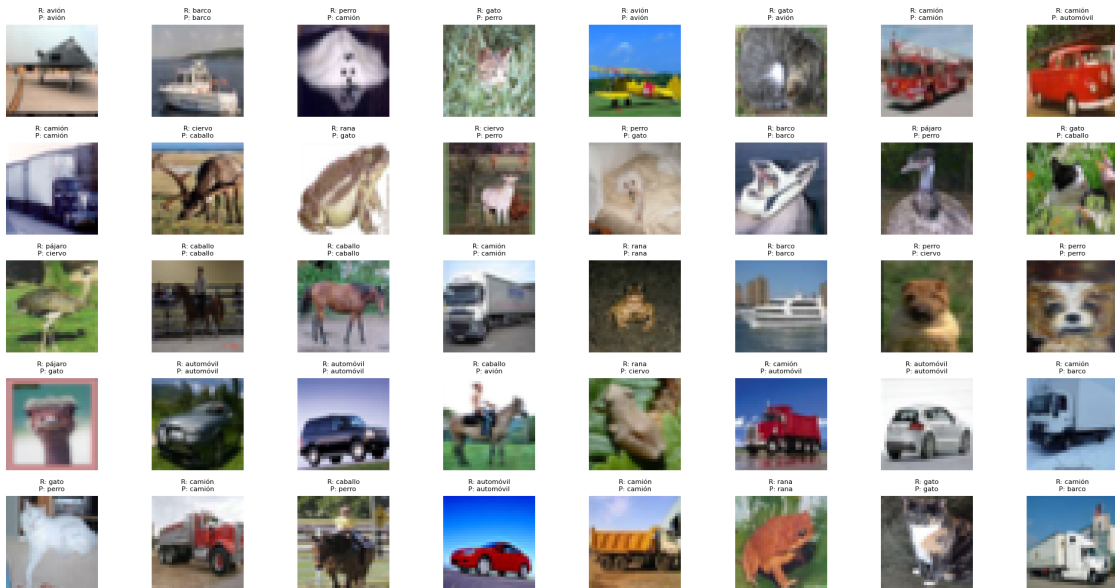 R: avión
P: avión
R: barco
P: barco
R: perro
P: camión
R: gato
P: perro
R: avión
P: avión
R: gato
P: avión
R: camión
P: camión
R: camión
P: automóvil
R: camión
P: camión
R: ciervo
P: caballo
R: rana
P: gato
R: ciervo
P: perro
R: perro
P: gato
R: barco
P: barco
R: pájaro
P: perro
R: gato
P: caballo
R: pájaro
P: ciervo
R: caballo
P: caballo
R: caballo
P: caballo
R: camión
P: camión
R: rana
P: rana
R: barco
P: barco
R: perro
P: ciervo
R: perro
P: perro
R: pájaro
P: gato
R: automóvil
P: automóvil
R: automóvil
P: automóvil
R: caballo
P: avión
R: rana
P: ciervo
R: camión
P: automóvil
R: automóvil
P: automóvil
R: camión
P: barco
R: gato
P: perro
R: camión
P: camión
R: caballo
P: perro
R: automóvil
P: automóvil
R: camión
P: camión
R: rana
P: rana
R: gato
P: gato
R: camión
P: barco